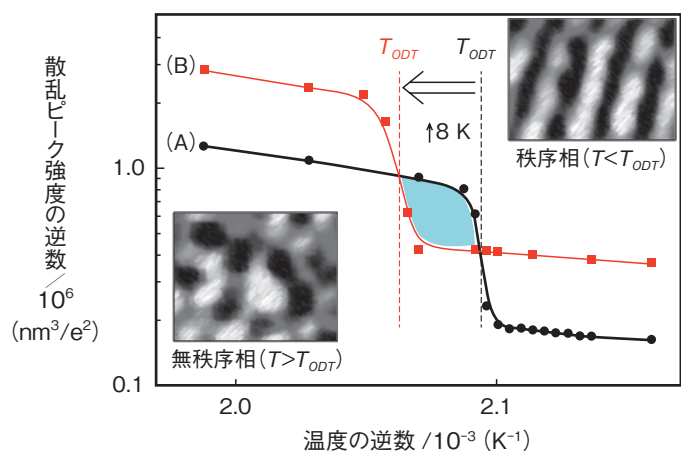 散乱ピーク強度の逆数/10⁶(nm³/e²)
(B)
(A)
T_ODT
T_ODT
↑8 K
秩序相(T<T_ODT)
無秩序相(T>T_ODT)
1.0
0.1
2.0
2.1
温度の逆数 /10⁻³ (K⁻¹)